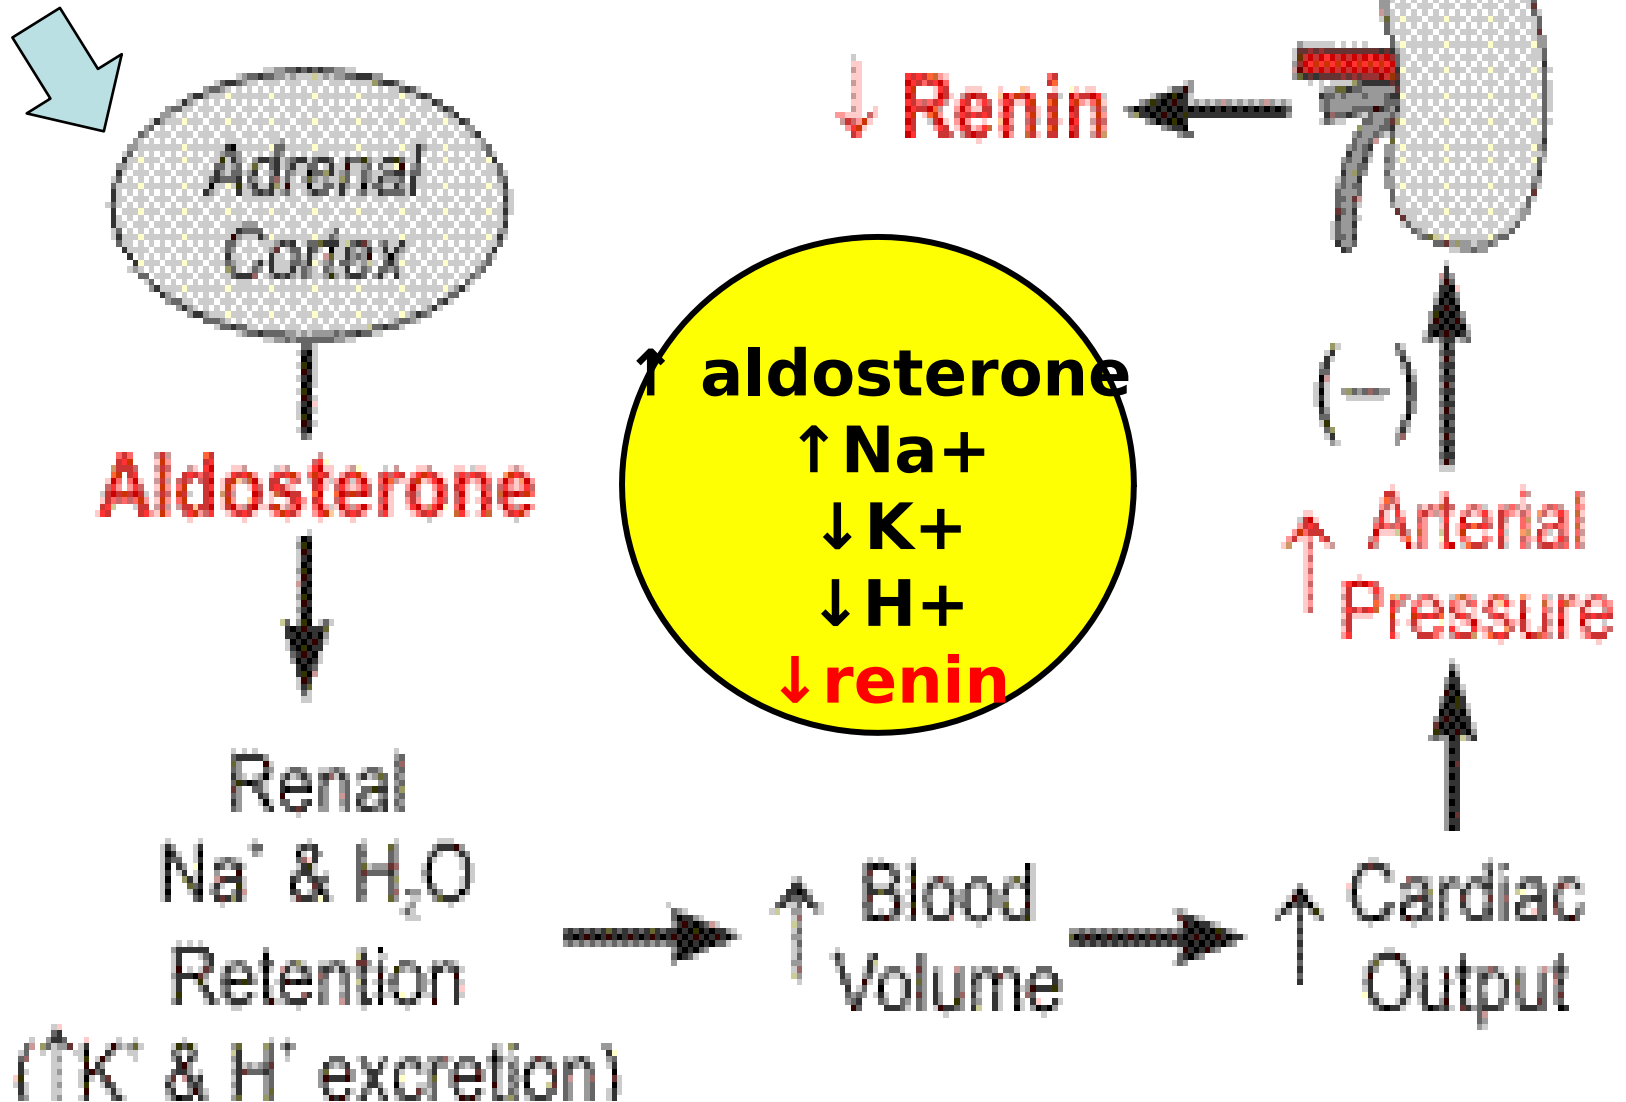 Adrenal
Cortex
Aldosterone
Renal
Na⁺ & H₂O
Retention
(↑K⁺ & H⁺ excretion)
↑ Blood
Volume
↑ Cardiac
Output
↑ Arterial
Pressure
(−)
↓ Renin
↑ aldosterone
↑Na+
↓K+
↓H+
↓renin